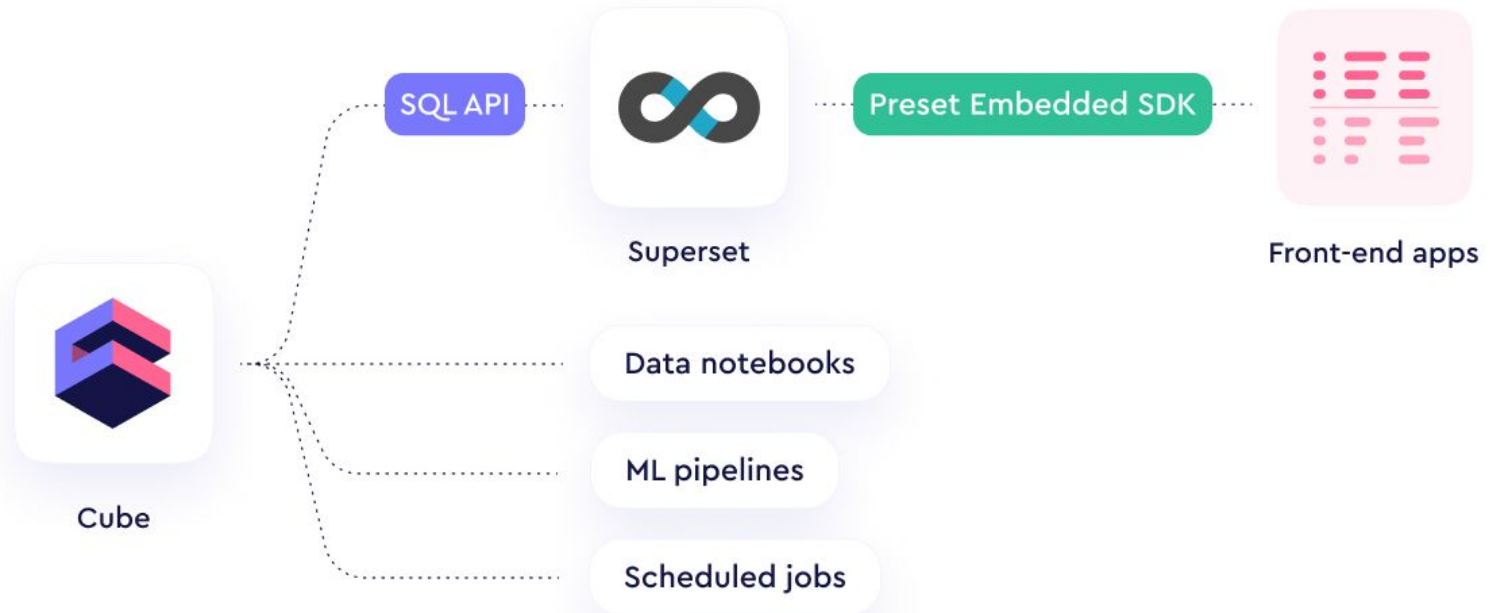 SQL API
Preset Embedded SDK
Superset
Front-end apps
Data notebooks
ML pipelines
Cube
Scheduled jobs